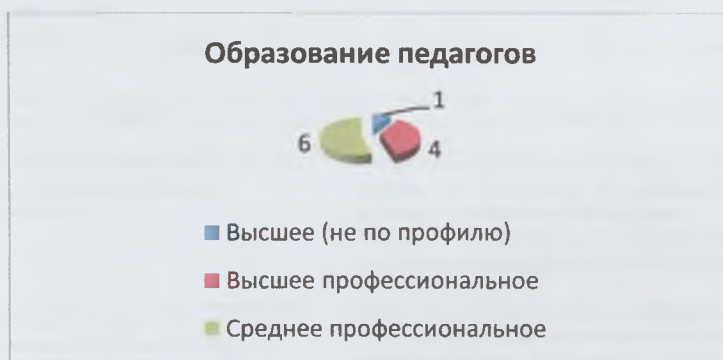 Образование педагогов
1
6
4
Высшее (не по профилю)
Высшее профессиональное
Среднее профессиональное